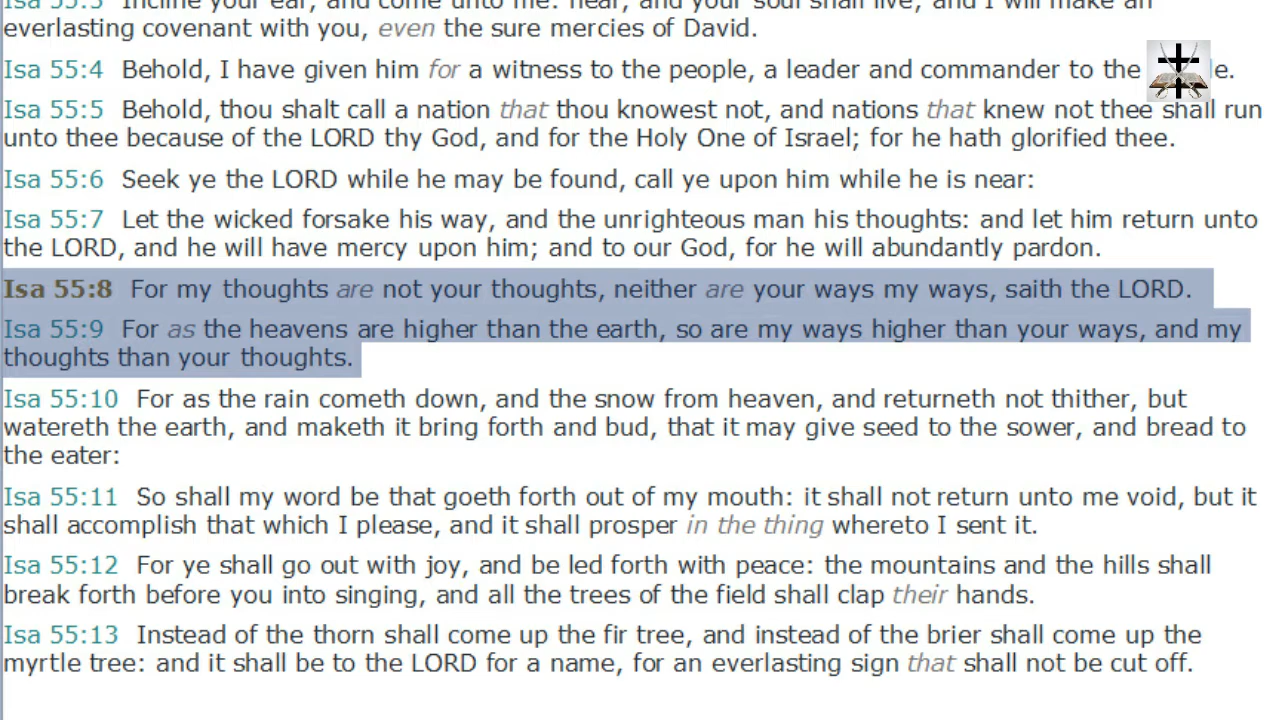 Isa 55:3 Incline your ear, and come unto me: hear, and your soul shall live; and I will make an
everlasting covenant with you, even the sure mercies of David.
Isa 55:4 Behold, I have given him for a witness to the people, a leader and commander to the
Isa 55:5 Behold, thou shalt call a nation that thou knowest not, and nations that knew not thee shall run
unto thee because of the LORD thy God, and for the Holy One of Israel; for he hath glorified thee.
Isa 55:6 Seek ye the LORD while he may be found, call ye upon him while he is near:
Isa 55:7 Let the wicked forsake his way, and the unrighteous man his thoughts: and let him return unto
the LORD, and he will have mercy upon him; and to our God, for he will abundantly pardon.
Isa 55:8 For my thoughts are not your thoughts, neither are your ways my ways, saith the LORD.
Isa 55:9 For as the heavens are higher than the earth, so are my ways higher than your ways, and my
thoughts than your thoughts.
Isa 55:10 For as the rain cometh down, and the snow from heaven, and returneth not thither, but
watereth the earth, and maketh it bring forth and bud, that it may give seed to the sower, and bread to
the eater:
Isa 55:11 So shall my word be that goeth forth out of my mouth: it shall not return unto me void, but it
shall accomplish that which I please, and it shall prosper in the thing whereto I sent it.
Isa 55:12 For ye shall go out with joy, and be led forth with peace: the mountains and the hills shall
break forth before you into singing, and all the trees of the field shall clap their hands.
Isa 55:13 Instead of the thorn shall come up the fir tree, and instead of the brier shall come up the
myrtle tree: and it shall be to the LORD for a name, for an everlasting sign that shall not be cut off.